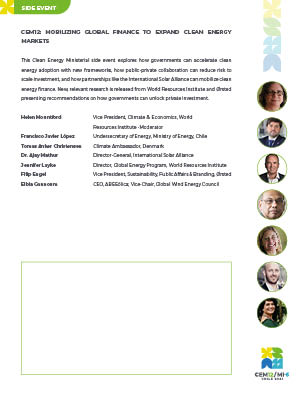 SIDE EVENT
CEM12: MOBILIZING GLOBAL FINANCE TO EXPAND CLEAN ENERGY
MARKETS
This Clean Energy Ministerial side event explores how governments can accelerate clean
energy adoption with new frameworks, how public-private collaboration can reduce risk to
scale investment, and how partnerships like the International Solar Alliance can mobilize clean
energy finance. New, relevant research is released from World Resources Institute and Ørsted
presenting recommendations on how governments can unlock private investment.
Helen Mountford Vice President, Climate & Economics, World
Resources Institute - Moderator
Francisco Javier López Undersecretary of Energy, Ministry of Energy, Chile
Tomas Anker Christensen Climate Ambassador, Denmark
Dr. Ajay Mathur Director-General, International Solar Alliance
Jennifer Layke Director, Global Energy Program, World Resources Institute
Filip Engel Vice President, Sustainability, Public Affairs & Branding, Ørsted
Elbia Gannoum CEO, ABEEólica; Vice-Chair, Global Wind Energy Council
CEM12/MI-6
CHILE 2021